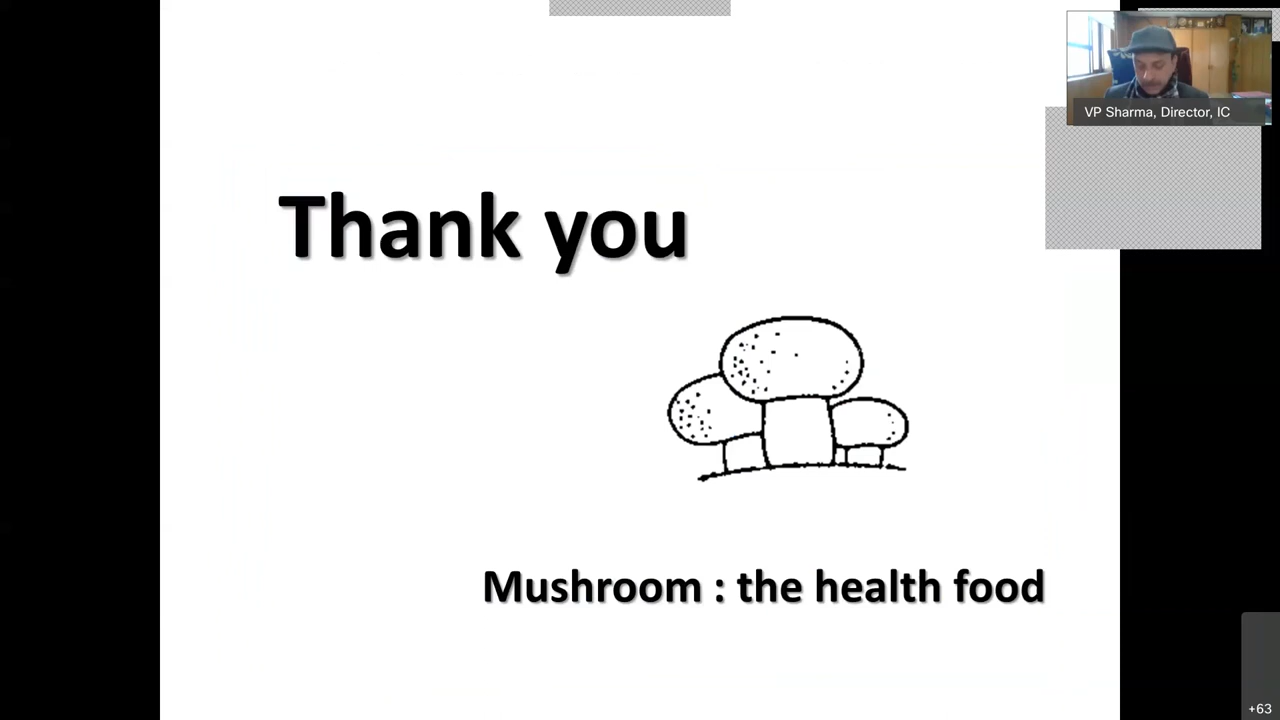 VP Sharma, Director, IC
Thank you
Mushroom : the health food
+63